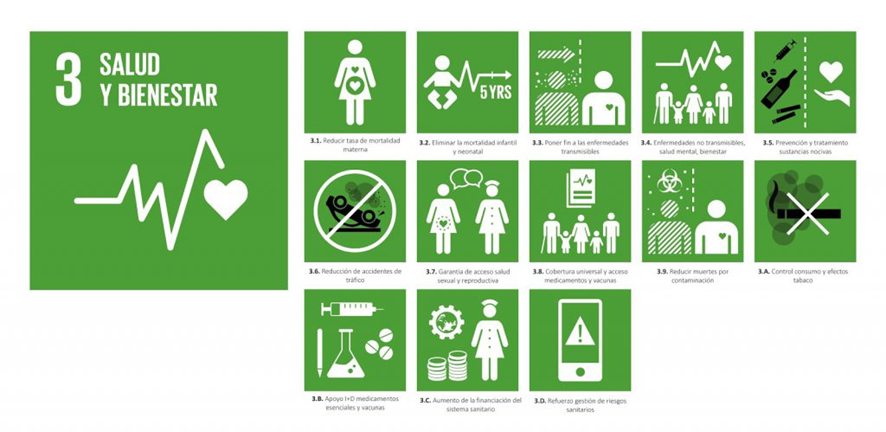 3
SALUD
Y BIENESTAR
5 YRS
3.1. Reducir tasa de mortalidad
materna
3.2. Eliminar la mortalidad infantil
y neonatal
3.3. Poner fin a las enfermedades
transmisibles
3.4. Enfermedades no transmisibles,
salud mental, bienestar
3.5. Prevención y tratamiento
sustancias nocivas
3.6. Reducción de accidentes de
tráfico
3.7. Garantia de acceso salud
sexual y reproductiva
3.8. Cobertura universal y acceso
medicamentos y vacunas
3.9. Reducir muertes por
contaminación
3.A. Control consumo y efectos
tabaco
3.B. Apoyo I+D medicamentos
esenciales y vacunas
3.C. Aumento de la financiación del
sistema sanitario
3.D. Refuerzo gestión de riesgos
sanitarios